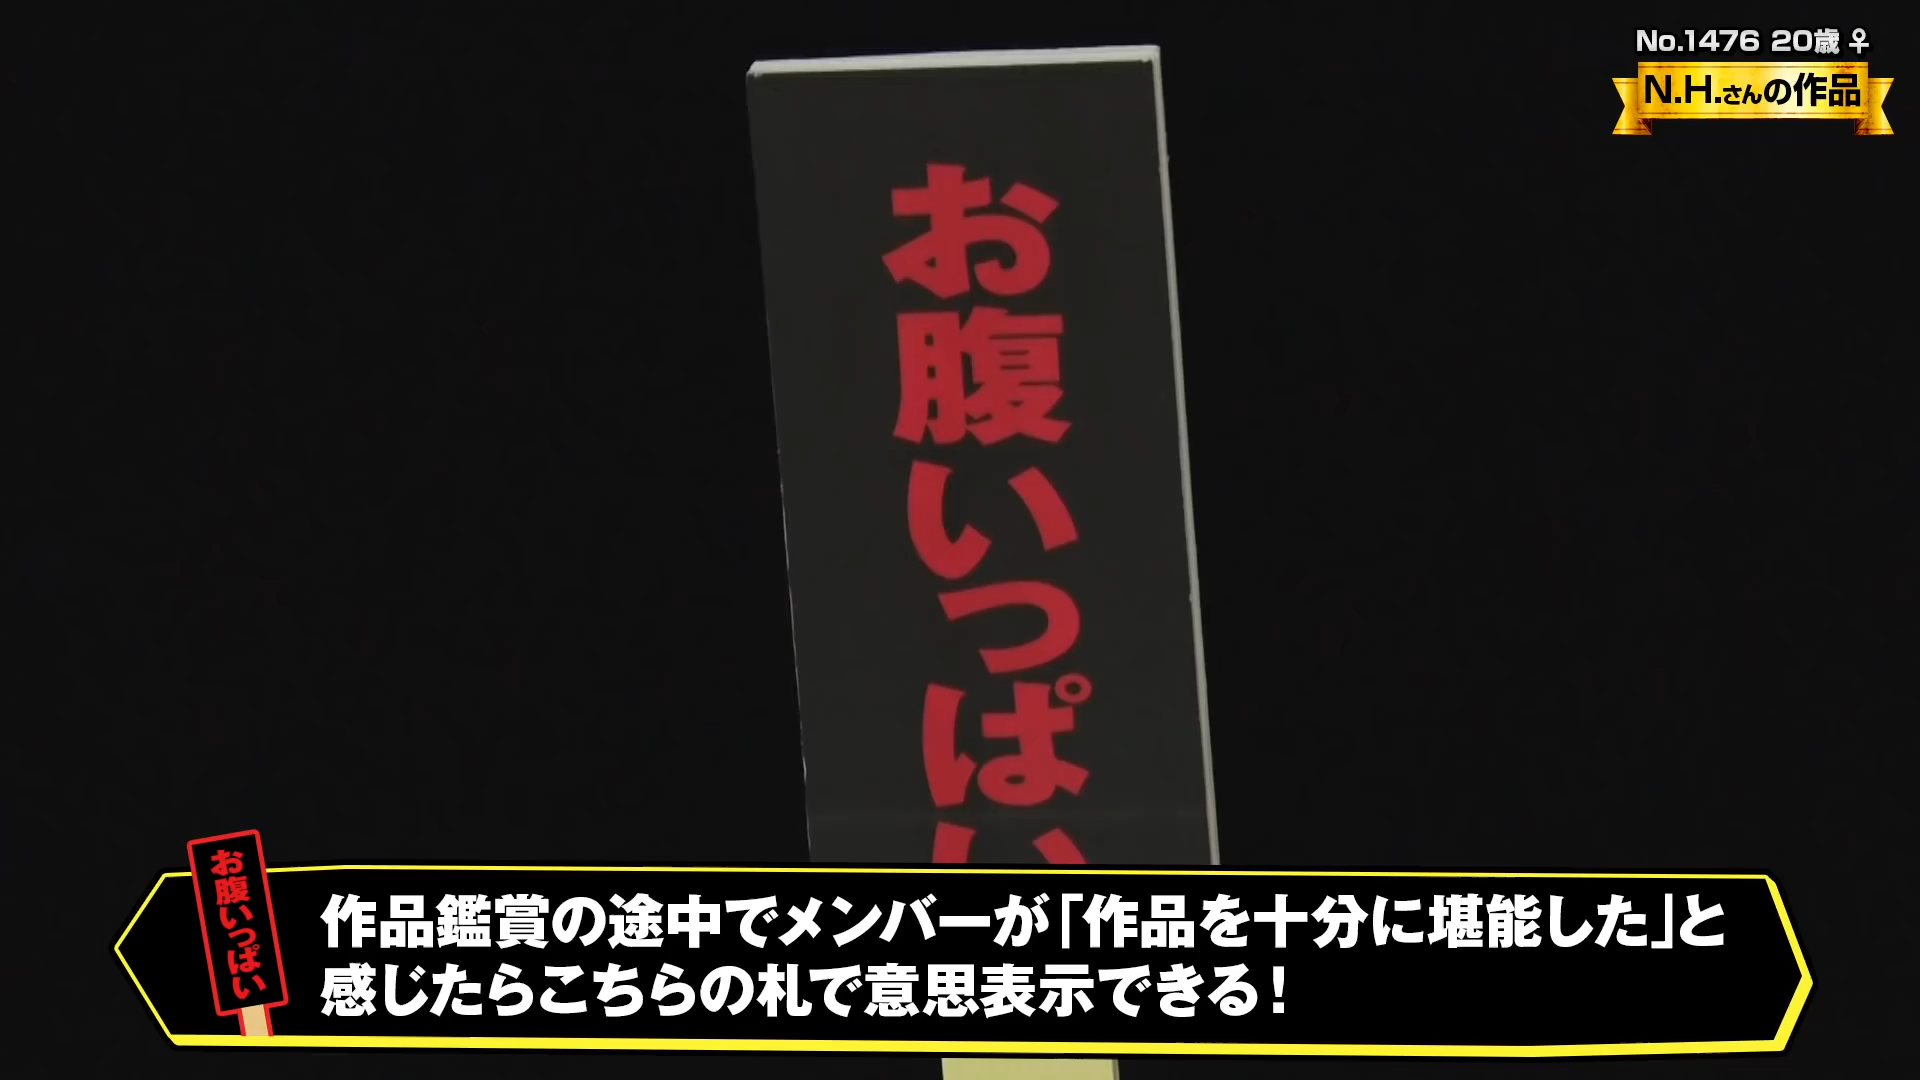 No.1476 20歳♀
N.H.さんの作品
お腹いっぱい
お腹いっぱい
作品鑑賞の途中でメンバーが「作品を十分に堪能した」と
感じたらこちらの札で意思表示できる！